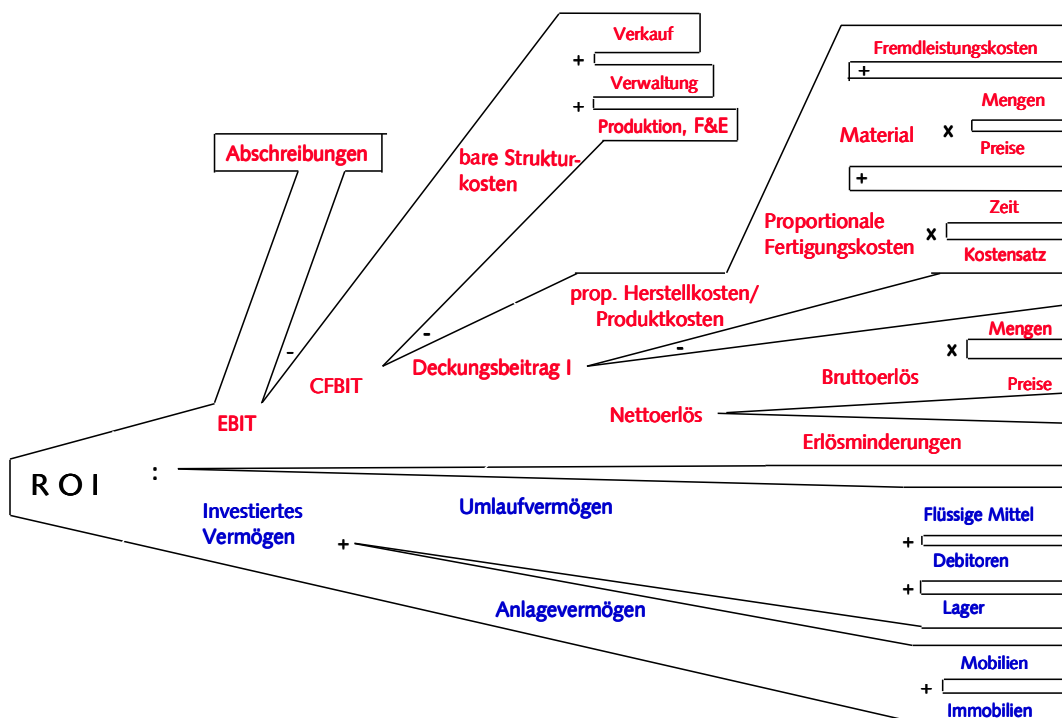 Verkauf
+
Verwaltung
+
Produktion, F&E
Fremdleistungskosten
+
Mengen
Material x
Preise
+
Abschreibungen
bare Struktur-
kosten
Zeit
Proportionale
Fertigungskosten
x
Kostensatz
prop. Herstellkosten/
Produktkosten
-
-
-
Deckungsbeitrag I
CFBIT
EBIT
Mengen
x
Bruttoerlös
Preise
Nettoerlös
Erlösminderungen
R O I :
Investiertes
Vermögen
+
Umlaufvermögen
Flüssige Mittel
+
Debitoren
+
Lager
Anlagevermögen
Mobilien
+
Immobilien